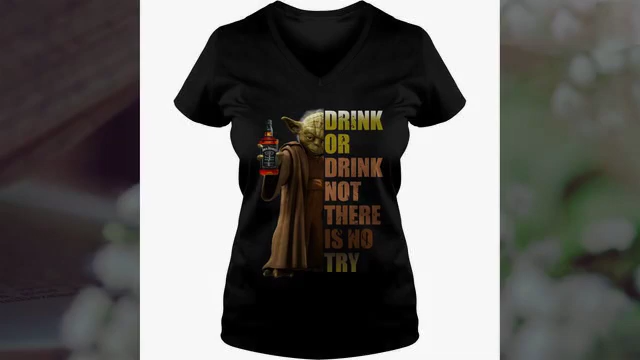 DRINK
OR
DRINK
NOT
THERE
IS NO
TRY